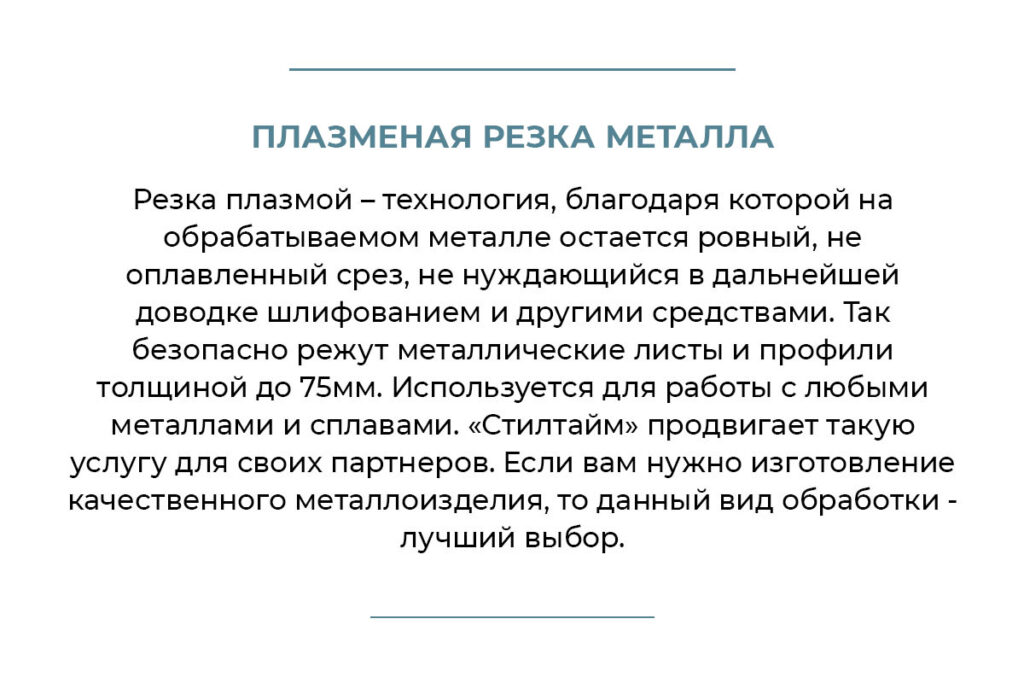 ПЛАЗМЕНАЯ РЕЗКА МЕТАЛЛА
Резка плазмой – технология, благодаря которой на
обрабатываемом металле остается ровный, не
оплавленный срез, не нуждающийся в дальнейшей
доводке шлифованием и другими средствами. Так
безопасно режут металлические листы и профили
толщиной до 75мм. Используется для работы с любыми
металлами и сплавами. «Стилтайм» продвигает такую
услугу для своих партнеров. Если вам нужно изготовление
качественного металлоизделия, то данный вид обработки -
лучший выбор.